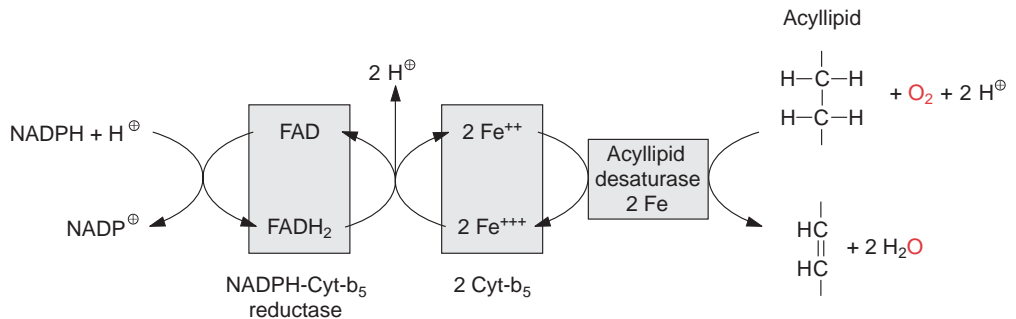 Acyllipid
2 H⊕
H–C–H
+ O₂ + 2 H⊕
H–C–H
NADPH + H⊕
FAD
2 Fe⁺⁺
Acyllipid
desaturase
2 Fe
NADP⊕
FADH₂
2 Fe⁺⁺⁺
HC
HC
+ 2 H₂O
NADPH-Cyt-b₅
reductase
2 Cyt-b₅